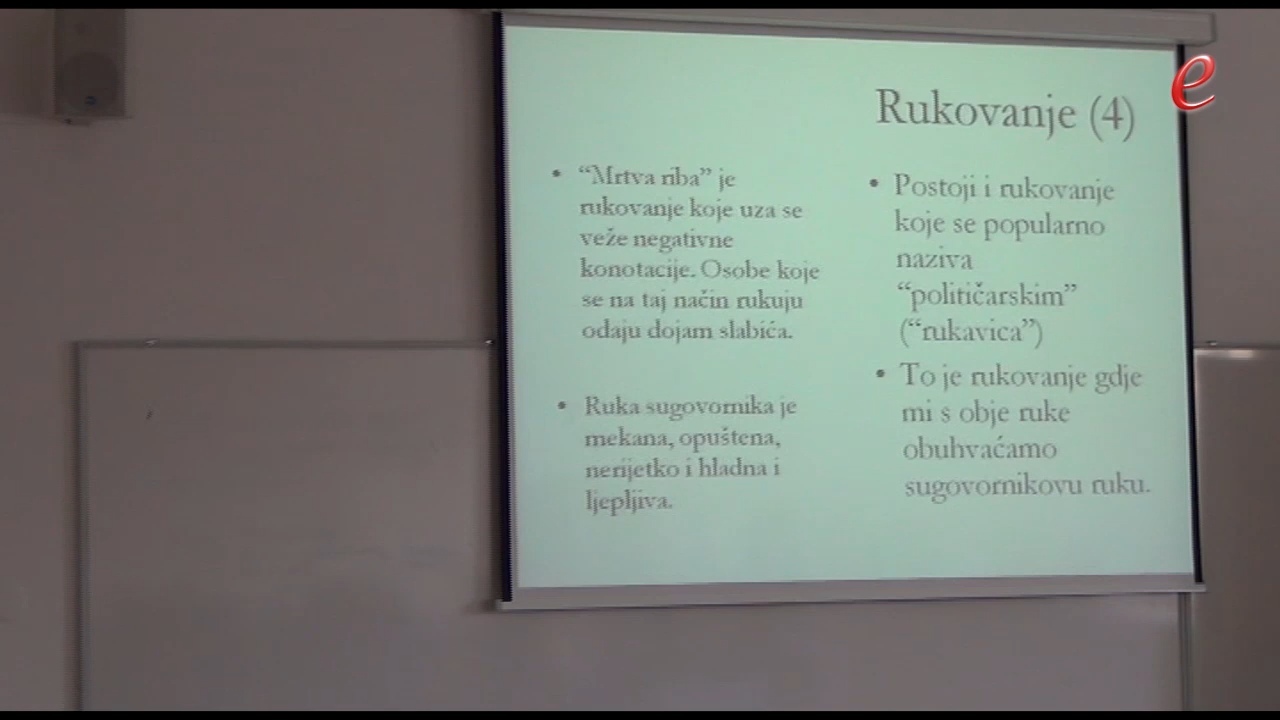 Rukovanje (4)
• “Mrtva riba” je
rukovanje koje uza se
veže negativne
konotacije. Osobe koje
se na taj način rukuju
odaju dojam slabića.
• Ruka sugovornika je
mekana, opuštena,
nerijetko i hladna i
ljepljiva.
• Postoji i rukovanje
koje se popularno
naziva
“političarskim”
(“rukavica”)
• To je rukovanje gdje
mi s obje ruke
obuhvaćamo
sugovornikovu ruku.
e